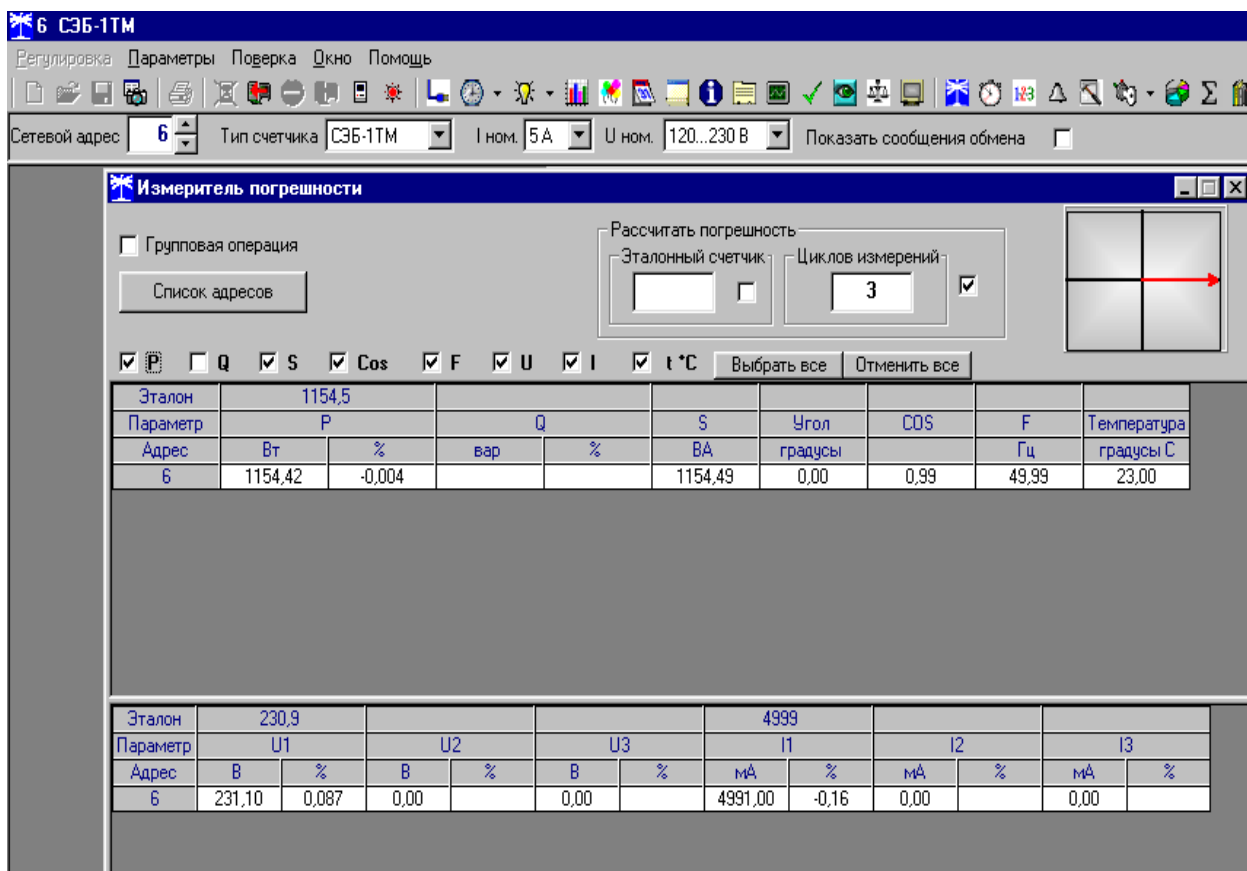 6 СЭБ-1ТМ
Регулировка Параметры Поверка Окно Помощь
Сетевой адрес 6 Тип счетчика СЭБ-1ТМ I ном. 5 А U ном. 120...230 В Показать сообщения обмена
Измеритель погрешности
Групповая операция
Список адресов
Рассчитать погрешность
Эталонный счетчик Циклов измерений
3
P Q S Cos F U I t °C Выбрать все Отменить все
Эталон 1154,5
Параметр P Q S Угол COS F Температура
Адрес Вт % вар % ВА градусы Гц градусы С
6 1154,42 -0,004 1154,49 0,00 0,99 49,99 23,00
Эталон 230,9 4999
Параметр U1 U2 U3 I1 I2 I3
Адрес В % В % В % мА % мА % мА %
6 231,10 0,087 0,00 0,00 4991,00 -0,16 0,00 0,00